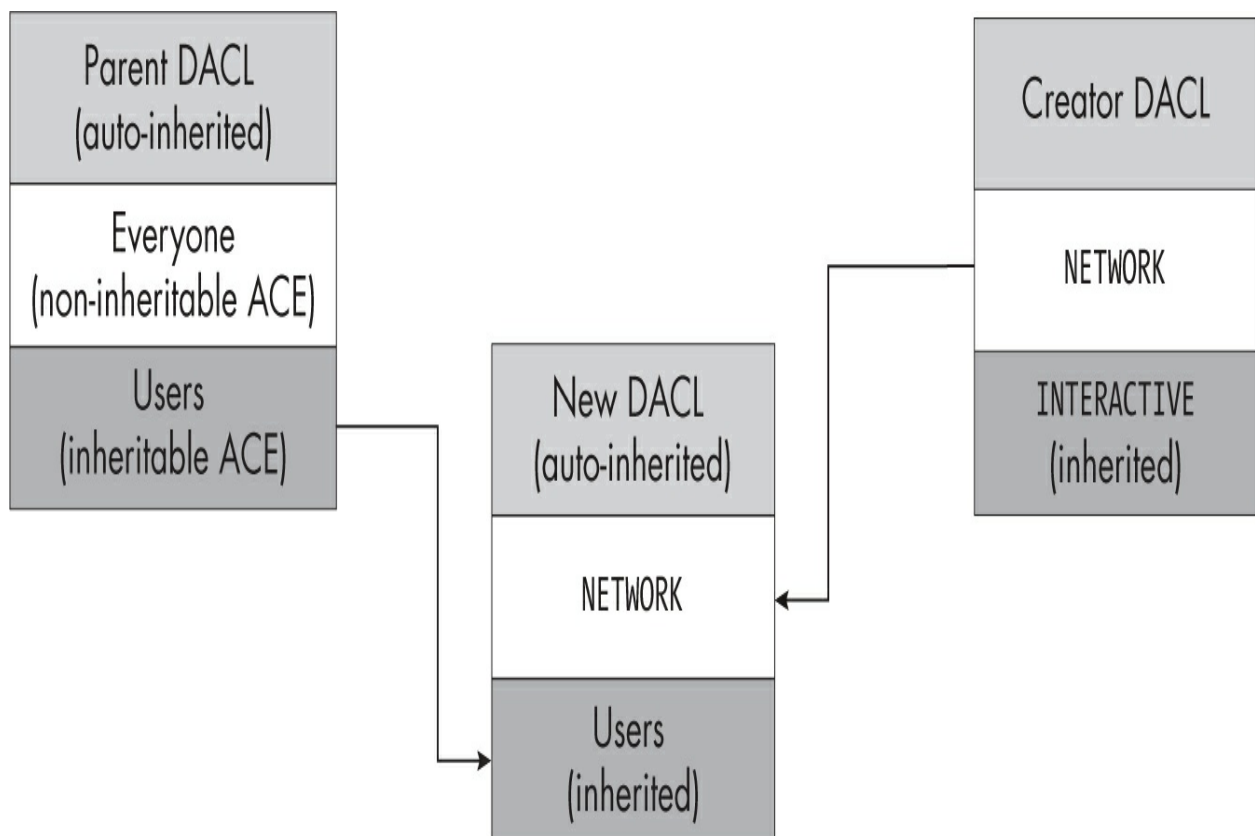 Parent DACL
(auto-inherited)
Everyone
(non-inheritable ACE)
Users
(inheritable ACE)
New DACL
(auto-inherited)
NETWORK
Users
(inherited)
Creator DACL
NETWORK
INTERACTIVE
(inherited)